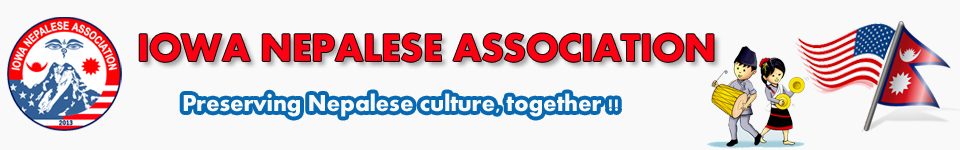 IOWA NEPALESE ASSOCIATION
2013
IOWA NEPALESE ASSOCIATION
Preserving Nepalese culture, together !!